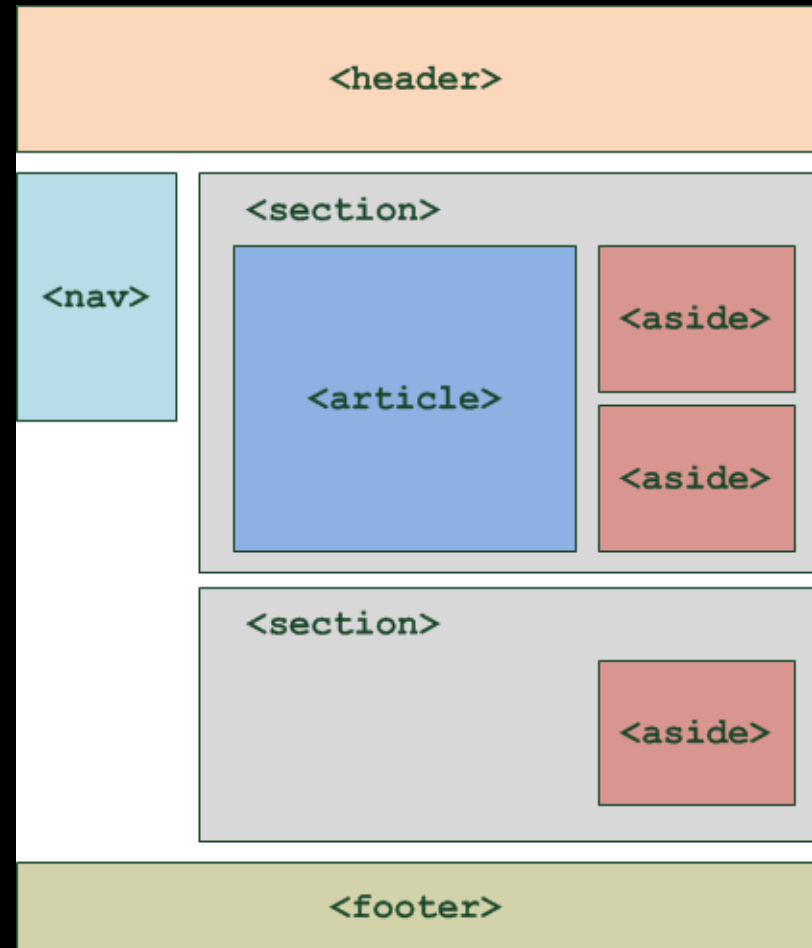 <header>
<nav>
<section>
<article>
<aside>
<aside>
<section>
<aside>
<footer>